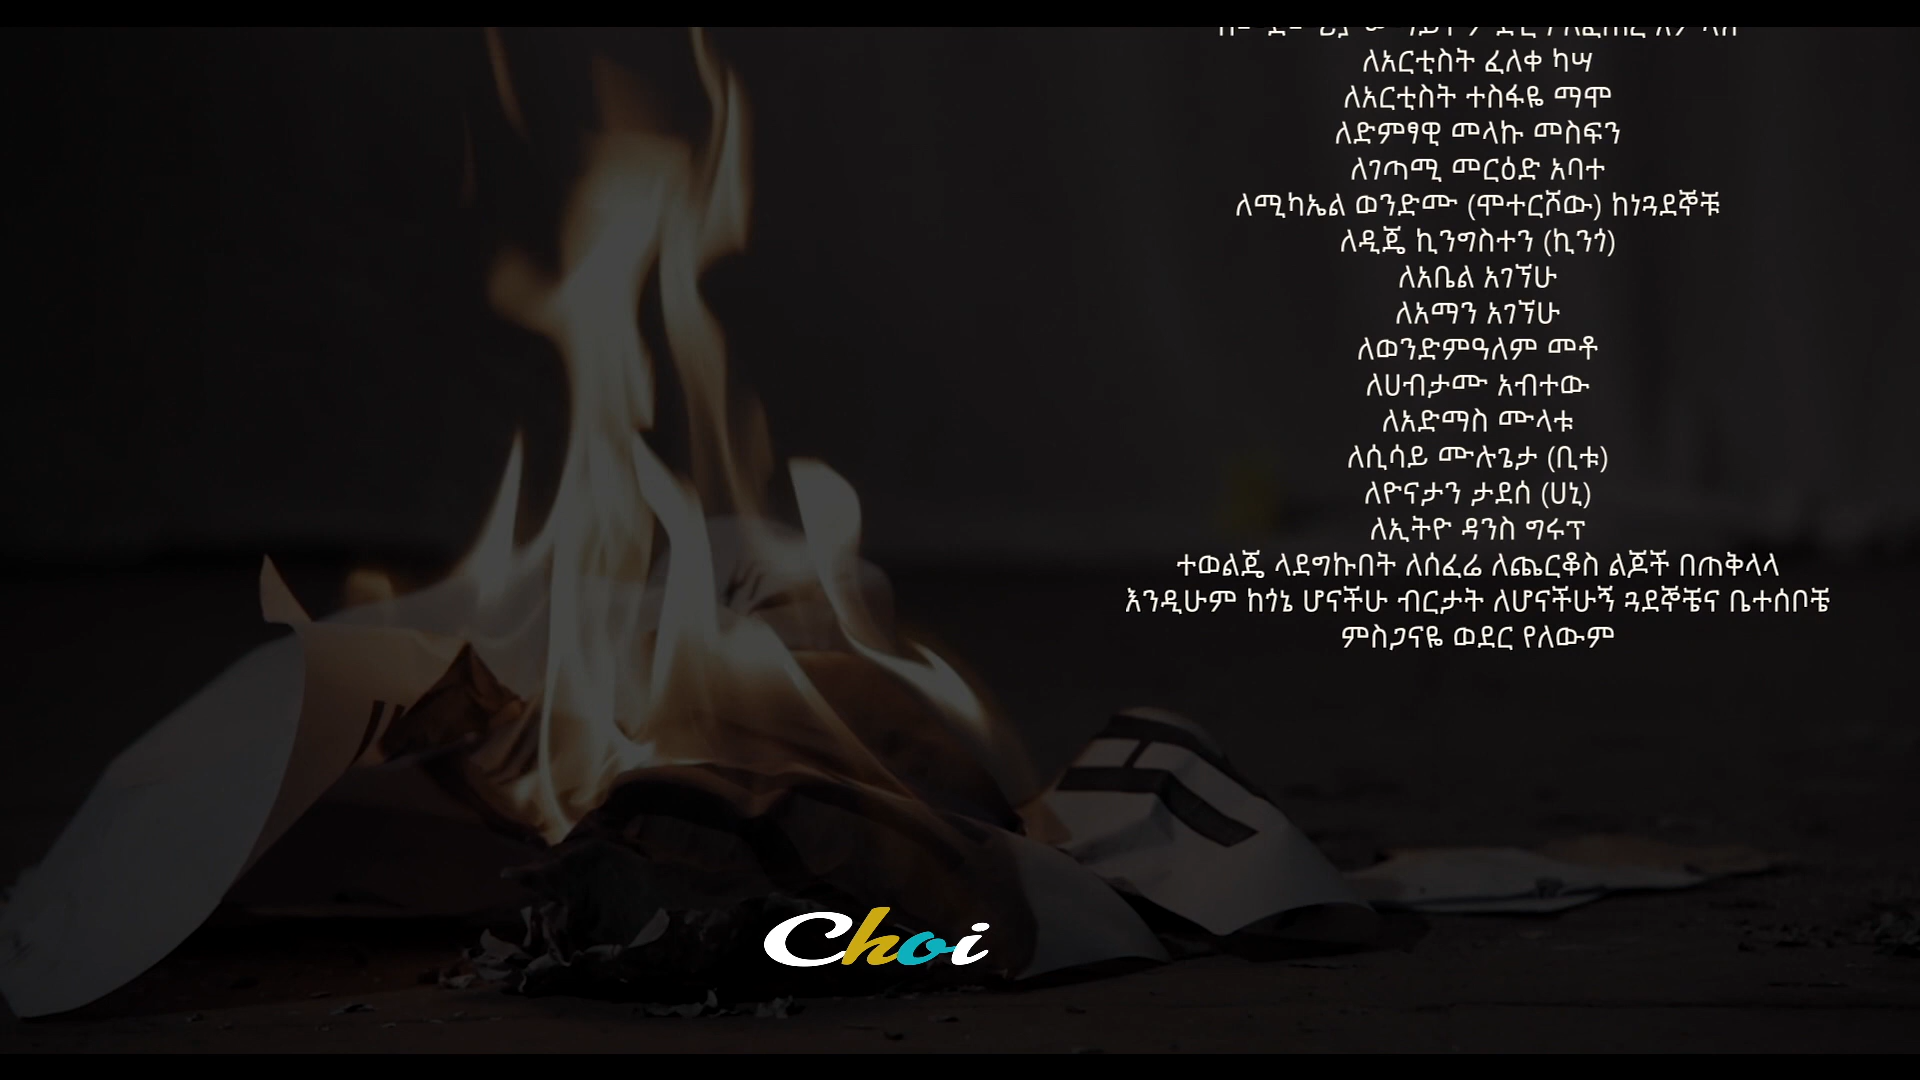 ለአርቲስት ፈለቀ ካሣ
ለአርቲስት ተስፋዬ ማሞ
ለድምፃዊ መላኩ መስፍን
ለገጣሚ መርዕድ አባተ
ለሚካኤል ወንድሙ (ሞተርሾው) ከነጓደኞቹ
ለዲጄ ኪንግስተን (ኪንጎ)
ለአቤል አገኘሁ
ለአማን አገኘሁ
ለወንድምዓለም መቶ
ለሀብታሙ አብተው
ለአድማስ ሙላቱ
ለሲሳይ ሙሉጌታ (ቢቱ)
ለዮናታን ታደሰ (ሀኒ)
ለኢትዮ ዳንስ ግሩፕ
ተወልጄ ላደግኩበት ለሰፈሬ ለጨርቆስ ልጆች በጠቅላላ
እንዲሁም ከጎኔ ሆናችሁ ብርታት ለሆናችሁኝ ጓደኞቼና ቤተሰቦቼ
ምስጋናዬ ወደር የለውም
Choi